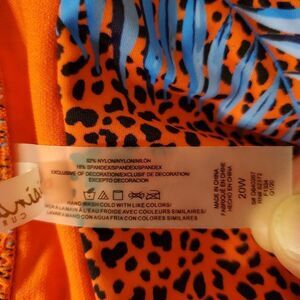 82% NYLON/NYLON/NILON
18% SPANDEX/SPANDEX/SPANDEX
EXCLUSIVE OF DECORATION/EXCLUSIF DE DECORATION/
EXCEPTO DECORACION
HAND WASH COLD WITH LIKE COLORS/
LAVER A LA MAIN A L'EAU FROIDE AVEC COULEURS SIMILAIRES/
LAVAR A MANO CON AGUA FRIA CON COLORES SIMILARES/
MADE IN CHINA
FABRIQUE EN CHINE
HECHO EN CHINA
20W